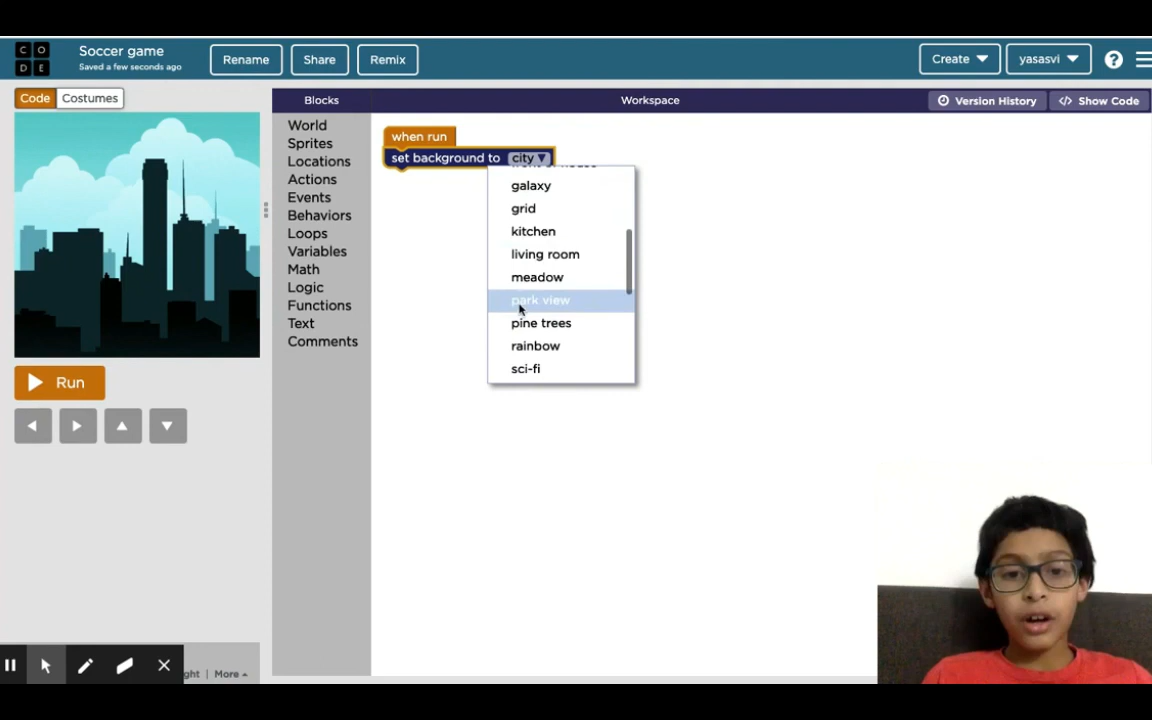 CO
DE
Soccer game
Saved a few seconds ago
Rename
Share
Remix
Create
yasasvi
?
Code
Costumes
Blocks
Workspace
Version History
Show Code
World
Sprites
Locations
Actions
Events
Behaviors
Loops
Variables
Math
Logic
Functions
Text
Comments
when run
set background to city
galaxy
grid
kitchen
living room
meadow
park view
pine trees
rainbow
sci-fi
Run
More